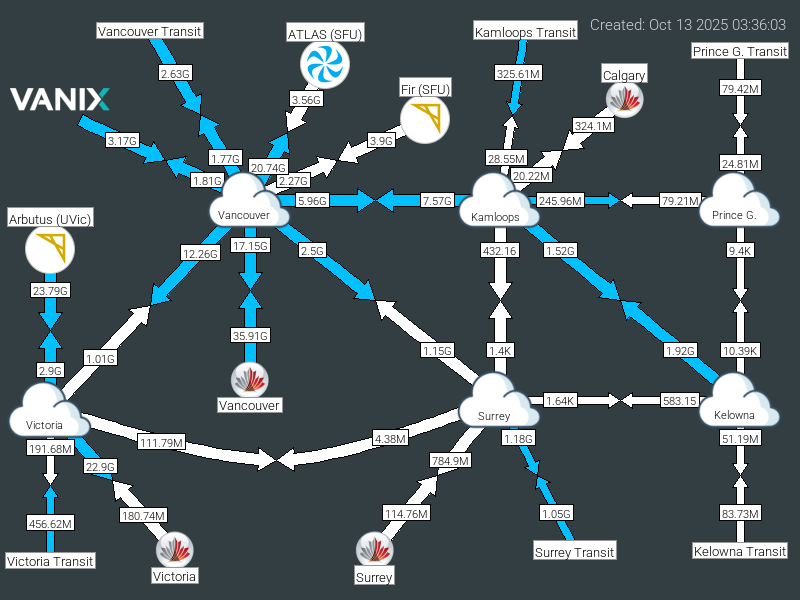 Created: Oct 13 2025 03:36:03
Vancouver Transit
ATLAS (SFU)
Kamloops Transit
Prince G. Transit
2.63G
325.61M
Calgary
79.42M
VANIX
3.56G
Fir (SFU)
324.1M
3.17G
3.9G
1.77G
28.55M
24.81M
20.74G
1.81G
2.27G
20.22M
5.96G
7.57G
245.96M
79.21M
Vancouver
Kamloops
Prince G.
Arbutus (UVic)
12.26G
17.15G
2.5G
432.16
1.52G
9.4K
23.79G
35.91G
1.01G
1.15G
1.4K
1.92G
10.39K
2.9G
Vancouver
1.64K
583.15
Victoria
Surrey
Kelowna
111.79M
4.38M
1.18G
51.19M
191.68M
22.9G
784.9M
456.62M
180.74M
114.76M
1.05G
83.73M
Victoria Transit
Victoria
Surrey
Surrey Transit
Kelowna Transit